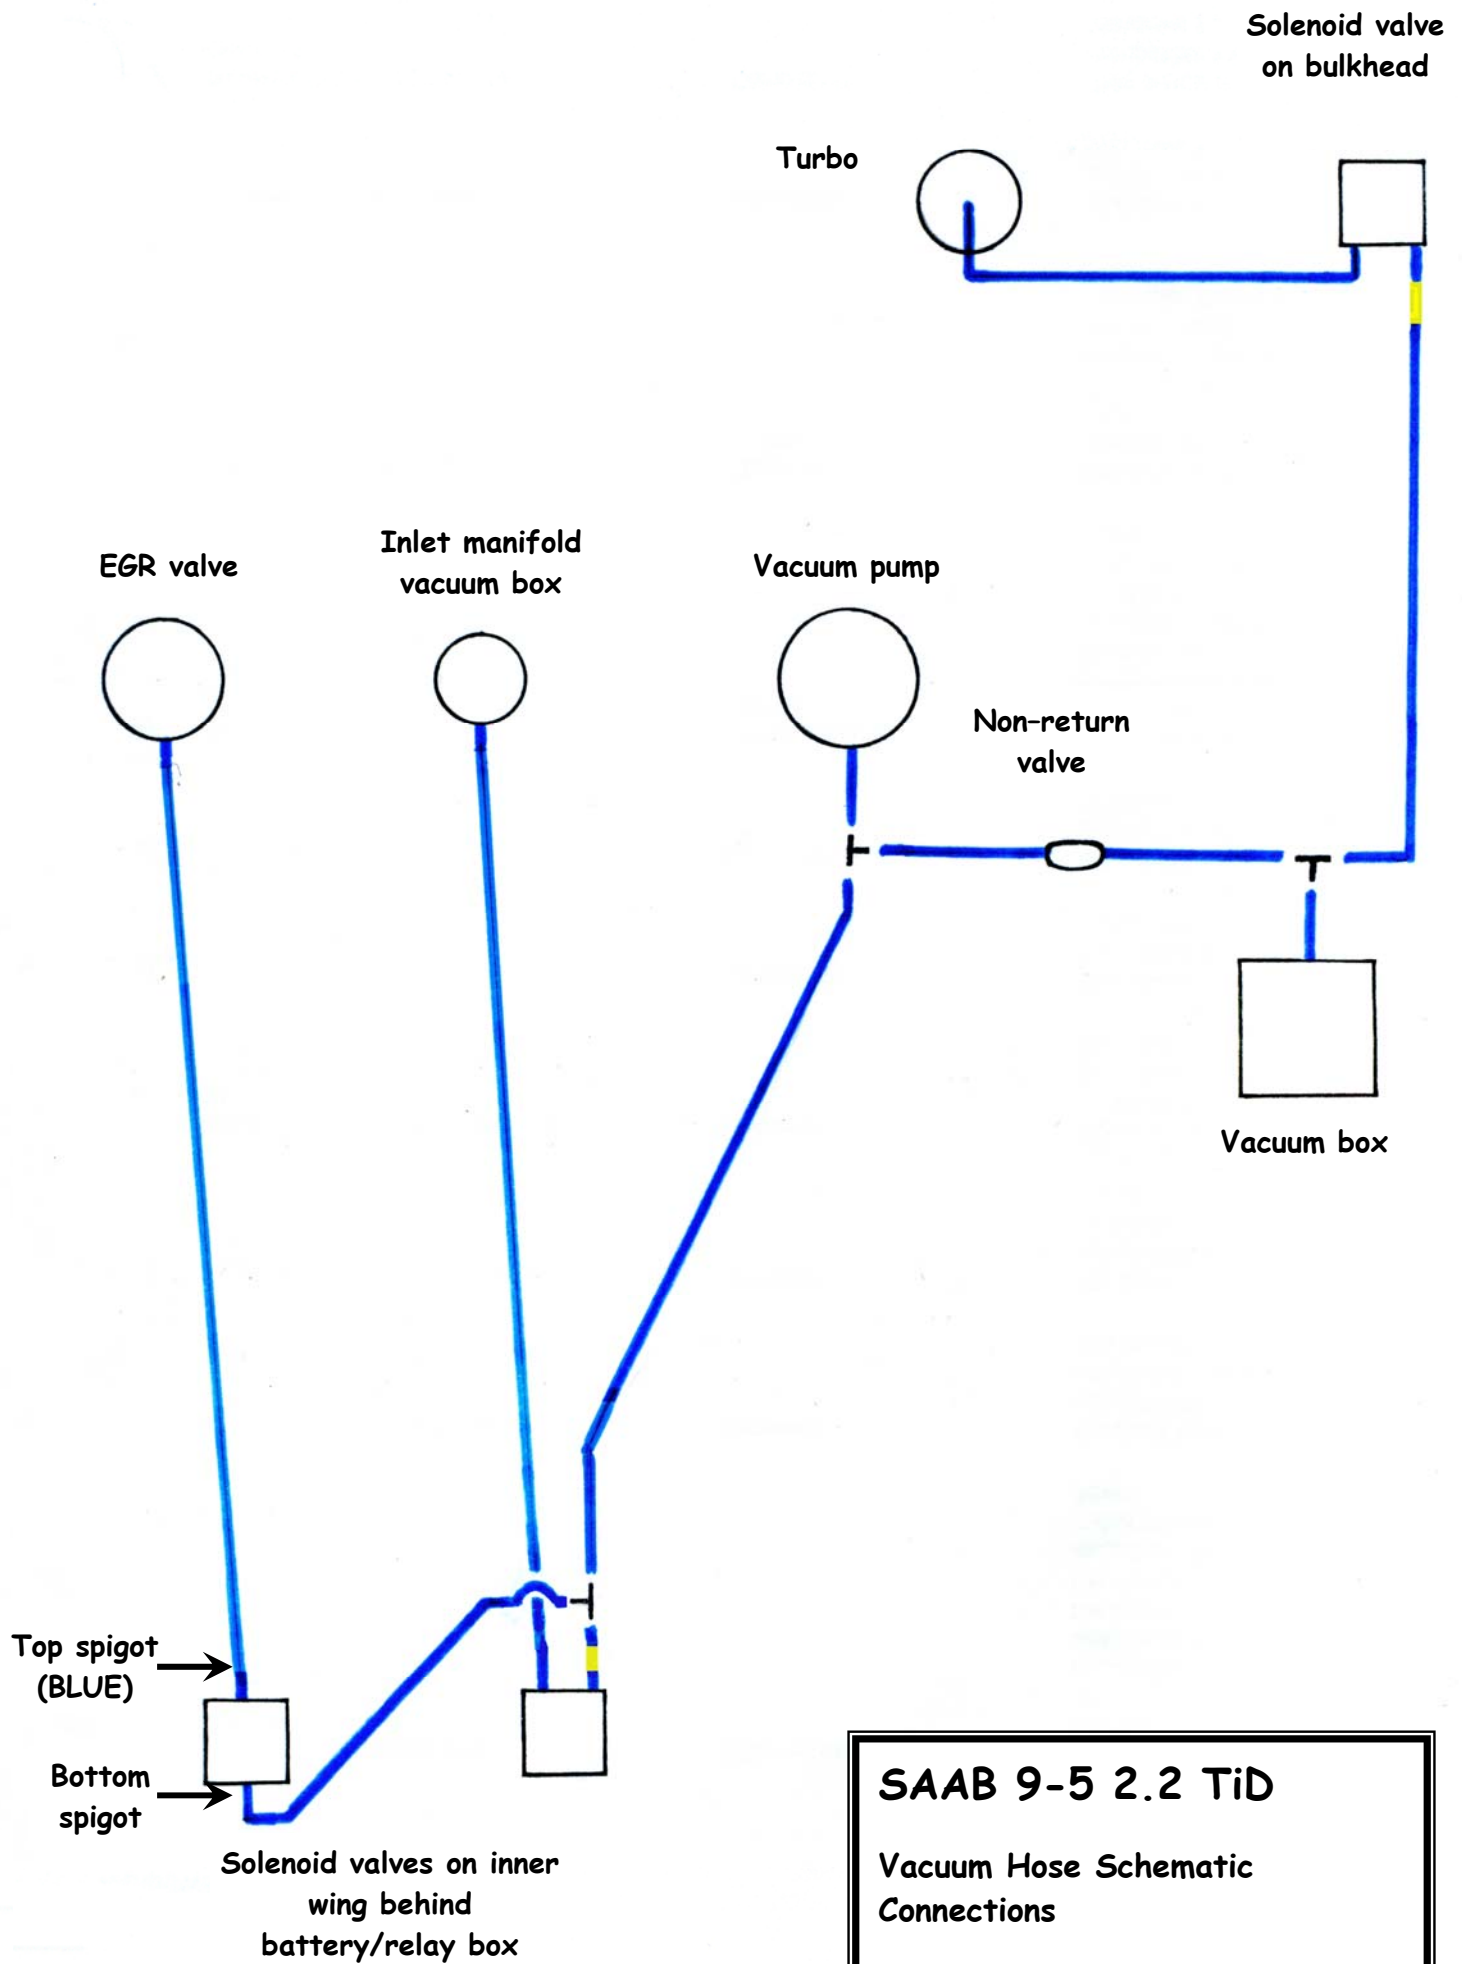 Solenoid valve
on bulkhead
Turbo
EGR valve
Inlet manifold
vacuum box
Vacuum pump
Non-return
valve
Vacuum box
Top spigot
(BLUE)
Bottom
spigot
Solenoid valves on inner
wing behind
battery/relay box
SAAB 9-5 2.2 TiD
Vacuum Hose Schematic
Connections